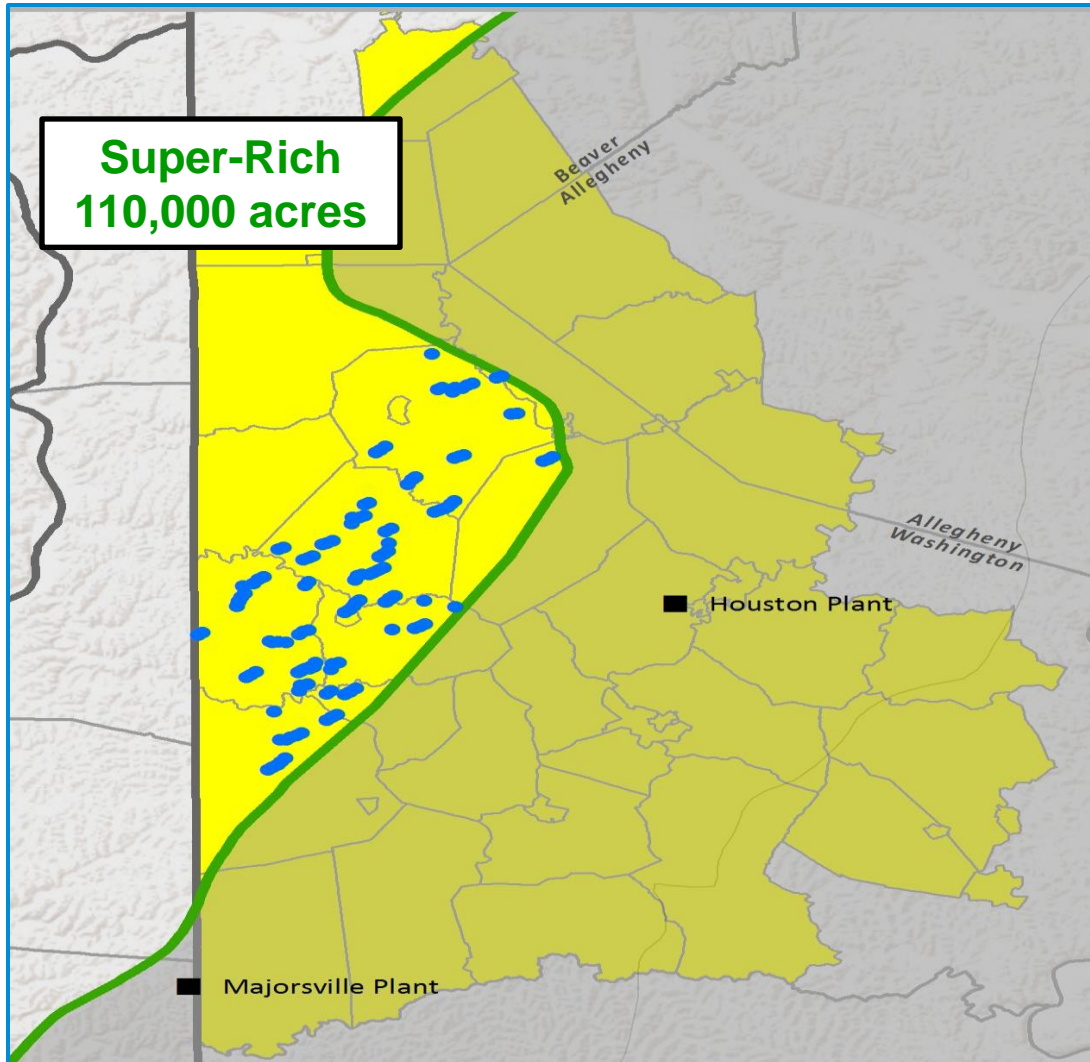 Super-Rich
110,000 acres
Beaver
Allegheny
Allegheny
Washington
Houston Plant
Majorsville Plant